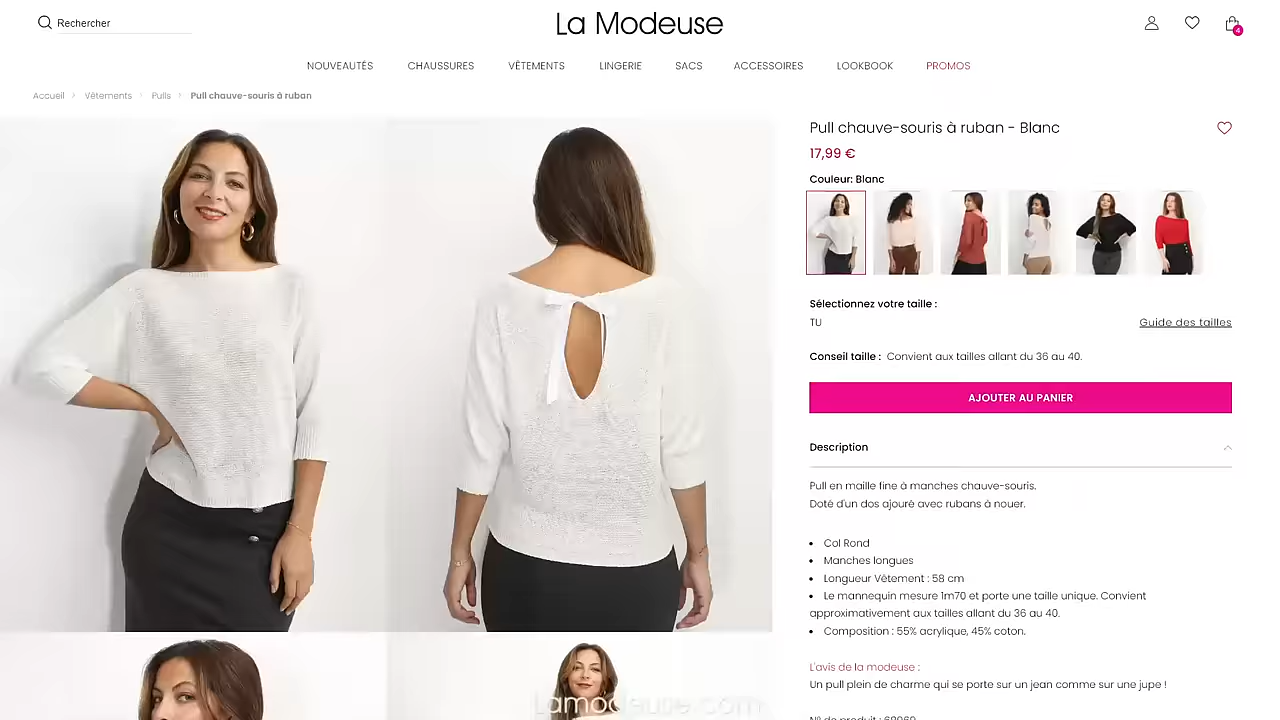 Rechercher
La Modeuse
4
NOUVEAUTÉS CHAUSSURES VÊTEMENTS LINGERIE SACS ACCESSOIRES LOOKBOOK PROMOS
Accueil > Vêtements > Pulls > Pull chauve-souris à ruban
Pull chauve-souris à ruban - Blanc
17,99 €
Couleur: Blanc
Sélectionnez votre taille :
TU Guide des tailles
Conseil taille : Convient aux tailles allant du 36 au 40.
AJOUTER AU PANIER
Description
Pull en maille fine à manches chauve-souris.
Doté d'un dos ajouré avec rubans à nouer.
• Col Rond
• Manches longues
• Longueur Vêtement : 58 cm
• Le mannequin mesure 1m70 et porte une taille unique. Convient
approximativement aux tailles allant du 36 au 40.
• Composition : 55% acrylique, 45% coton.
L'avis de la modeuse :
Un pull plein de charme qui se porte sur un jean comme sur une jupe !
Lamodeuse.com